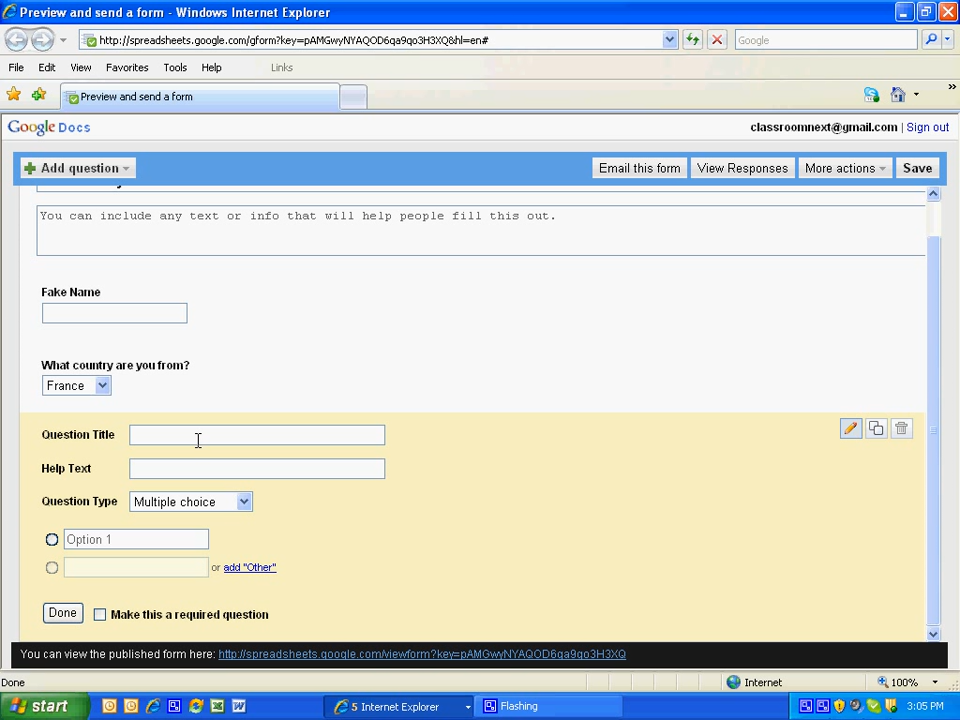 Preview and send a form - Windows Internet Explorer
http://spreadsheets.google.com/gform?key=pAMGwyNYAQOD6qa9qo3H3XQ&hl=en#
Google
File Edit View Favorites Tools Help Links
Preview and send a form
Google Docs
classroomnext@gmail.com | Sign out
Add question
Email this form
View Responses
More actions
Save
You can include any text or info that will help people fill this out.
Fake Name
What country are you from?
France
Question Title
Help Text
Question Type Multiple choice
Option 1
or add "Other"
Done Make this a required question
You can view the published form here: http://spreadsheets.google.com/viewform?key=pAMGwyNYAQOD6qa9qo3H3XQ
Done Internet 100%
start 5 Internet Explorer Flashing 3:05 PM